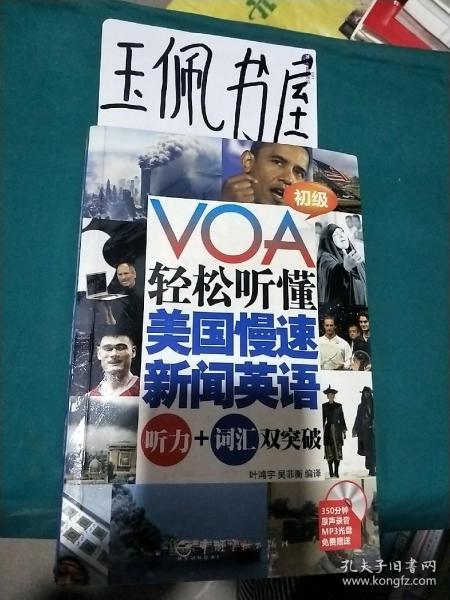 玉佩书屋
初级
VOA
轻松听懂
美国慢速
新闻英语
听力+词汇双突破
叶鸿宇 吴菲衡 编译
350分钟
原声录音
MP3光盘
免费赠送
孔夫子旧书网
www.kongfz.com